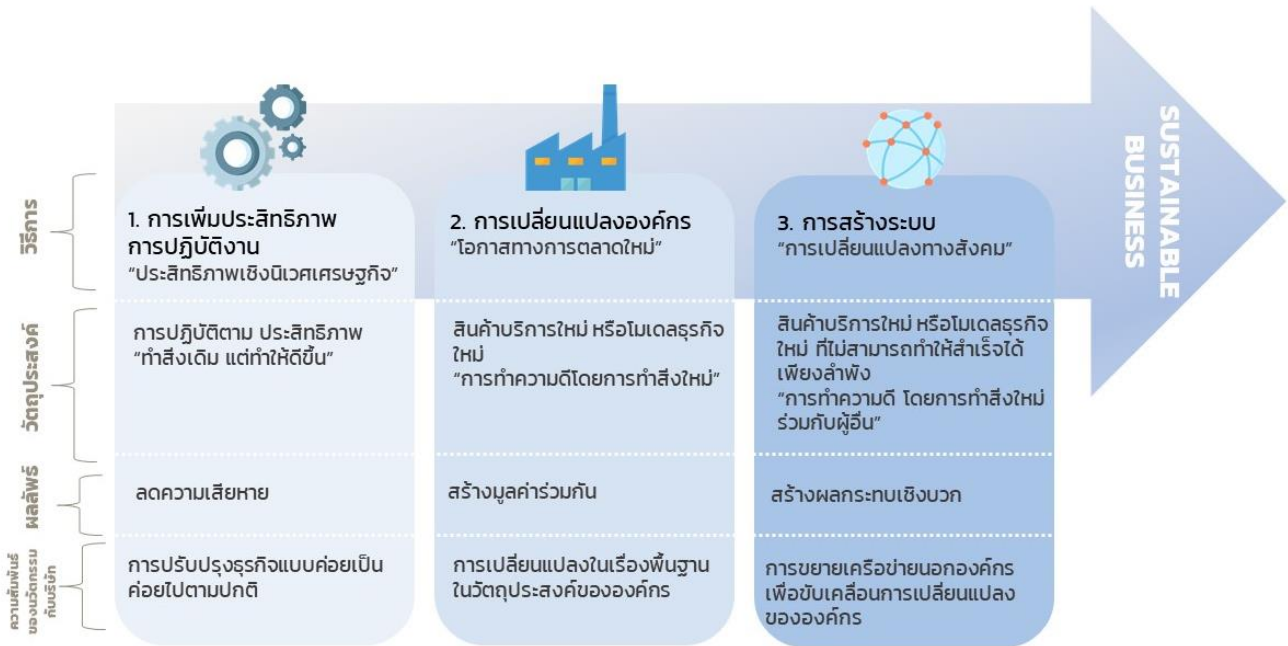 SUSTAINABLE
BUSINESS
วิธีการ
1. การเพิ่มประสิทธิภาพ
การปฏิบัติงาน
“ประสิทธิภาพเชิงนิเวศเศรษฐกิจ”
2. การเปลี่ยนแปลงองค์กร
“โอกาสทางการตลาดใหม่”
3. การสร้างระบบ
“การเปลี่ยนแปลงทางสังคม”
วัตถุประสงค์
การปฏิบัติตาม ประสิทธิภาพ
“ทำสิ่งเดิม แต่ทำให้ดีขึ้น”
สินค้าบริการใหม่ หรือโมเดลธุรกิจ
ใหม่
“การทำความดีโดยการทำสิ่งใหม่”
สินค้าบริการใหม่ หรือโมเดลธุรกิจ
ใหม่ ที่ไม่สามารถทำให้สำเร็จได้
เพียงลำพัง
“การทำความดี โดยการทำสิ่งใหม่
ร่วมกับผู้อื่น”
ผลลัพธ์
ลดความเสียหาย
สร้างมูลค่าร่วมกัน
สร้างผลกระทบเชิงบวก
ความสัมพันธ์
ของนวัตกรรม
กับบริษัท
การปรับปรุงธุรกิจแบบค่อยเป็น
ค่อยไปตามปกติ
การเปลี่ยนแปลงในเรื่องพื้นฐาน
ในวัตถุประสงค์ขององค์กร
การขยายเครือข่ายนอกองค์กร
เพื่อขับเคลื่อนการเปลี่ยนแปลง
ขององค์กร